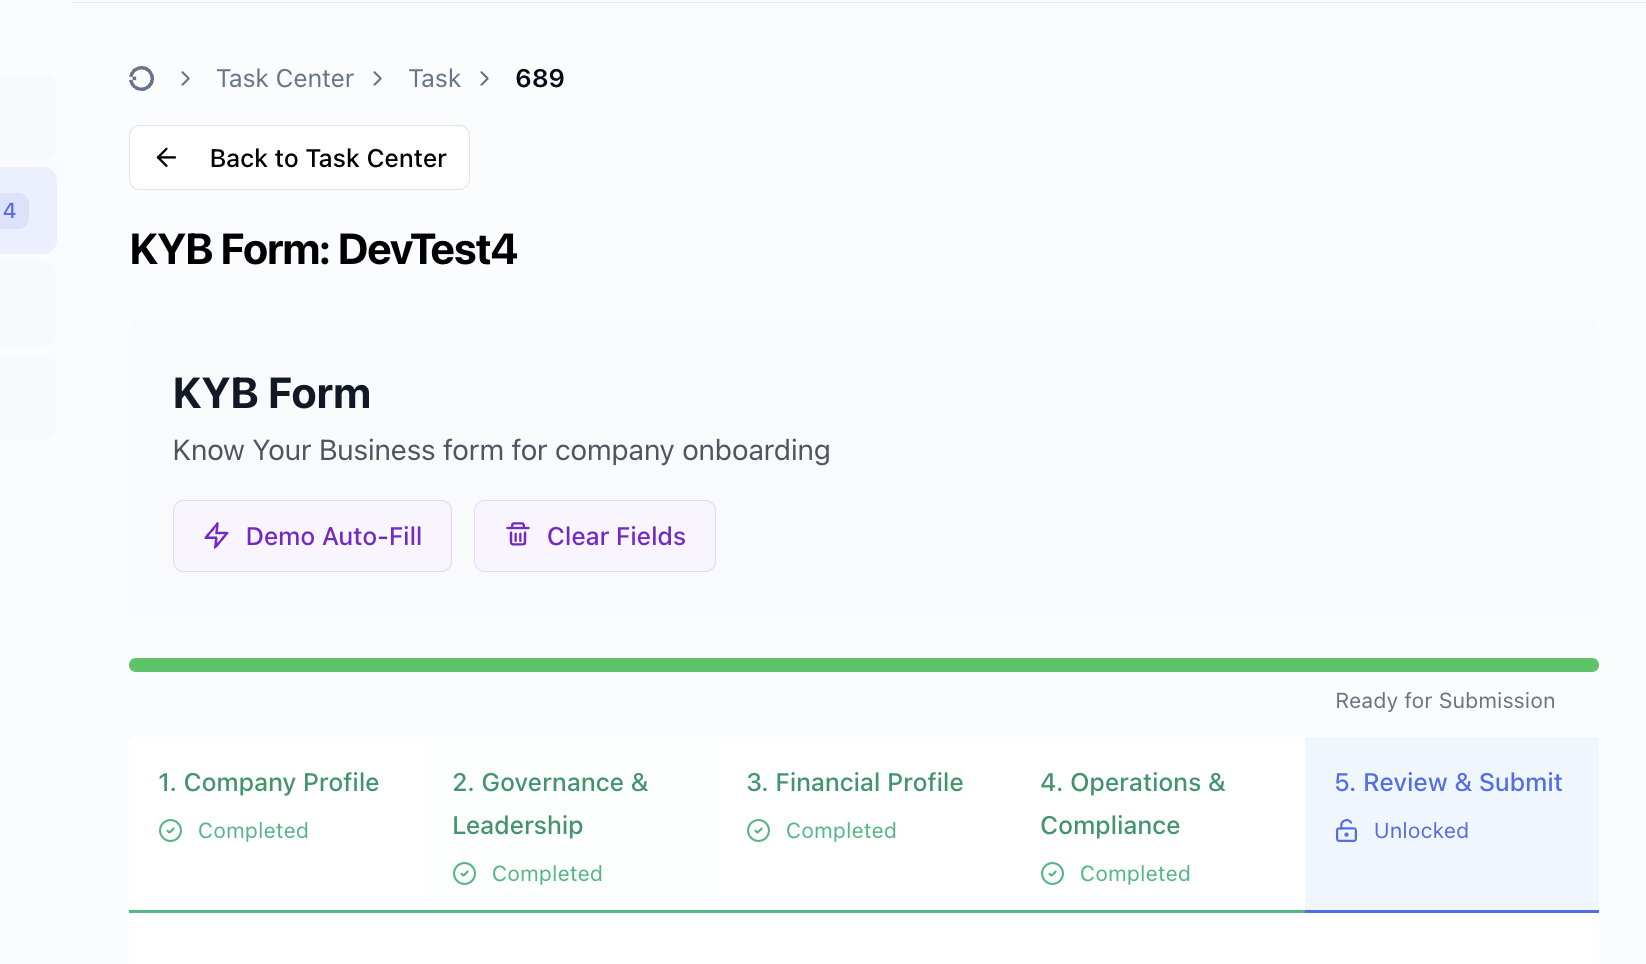 Task Center
Task
689
4
Back to Task Center
KYB Form: DevTest4
KYB Form
Know Your Business form for company onboarding
Demo Auto-Fill
Clear Fields
Ready for Submission
1. Company Profile
Completed
2. Governance &
Leadership
Completed
3. Financial Profile
Completed
4. Operations &
Compliance
Completed
5. Review & Submit
Unlocked